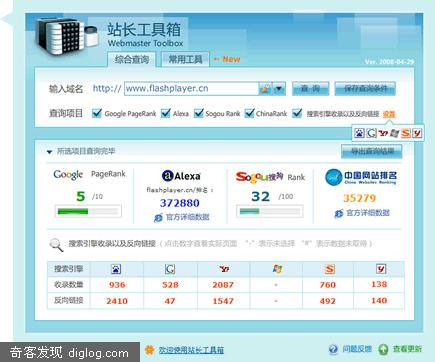 站长工具箱
Webmaster Toolbox
综合查询 常用工具 ← New
Ver. 2008-04-29
输入域名 http:// www.flashplayer.cn 查 询 保存查询条件
查询项目 Google PageRank Alexa Sogou Rank ChinaRank 搜索引擎收录以及反向链接 设置
所选项目查询完毕 导出查询结果
Google PageRank
5 /10
Alexa
flashplayer.cn/排名:
372880
官方详细数据
Sogou搜狗 Rank
32 /100
中国网站排名
China Websites Ranking
35279
官方详细数据
搜索引擎收录以及反向链接 ( 点击数字查看实际页面 "-" 表示未选择 "#" 表示数据未取得 )
搜索引擎
收录数量 936 528 2087 - 760 138
反向链接 2410 47 1547 - 492 140
奇客发现 diglog.com 欢迎使用站长工具箱 问题反馈 查看更新